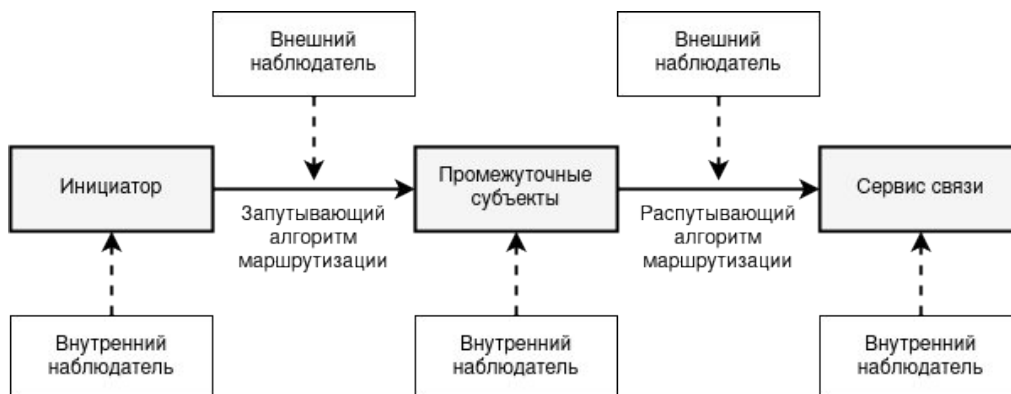 Внешний
наблюдатель
Внешний
наблюдатель
Инициатор
Промежуточные
субъекты
Сервис связи
Запутывающий
алгоритм
маршрутизации
Распутывающий
алгоритм
маршрутизации
Внутренний
наблюдатель
Внутренний
наблюдатель
Внутренний
наблюдатель